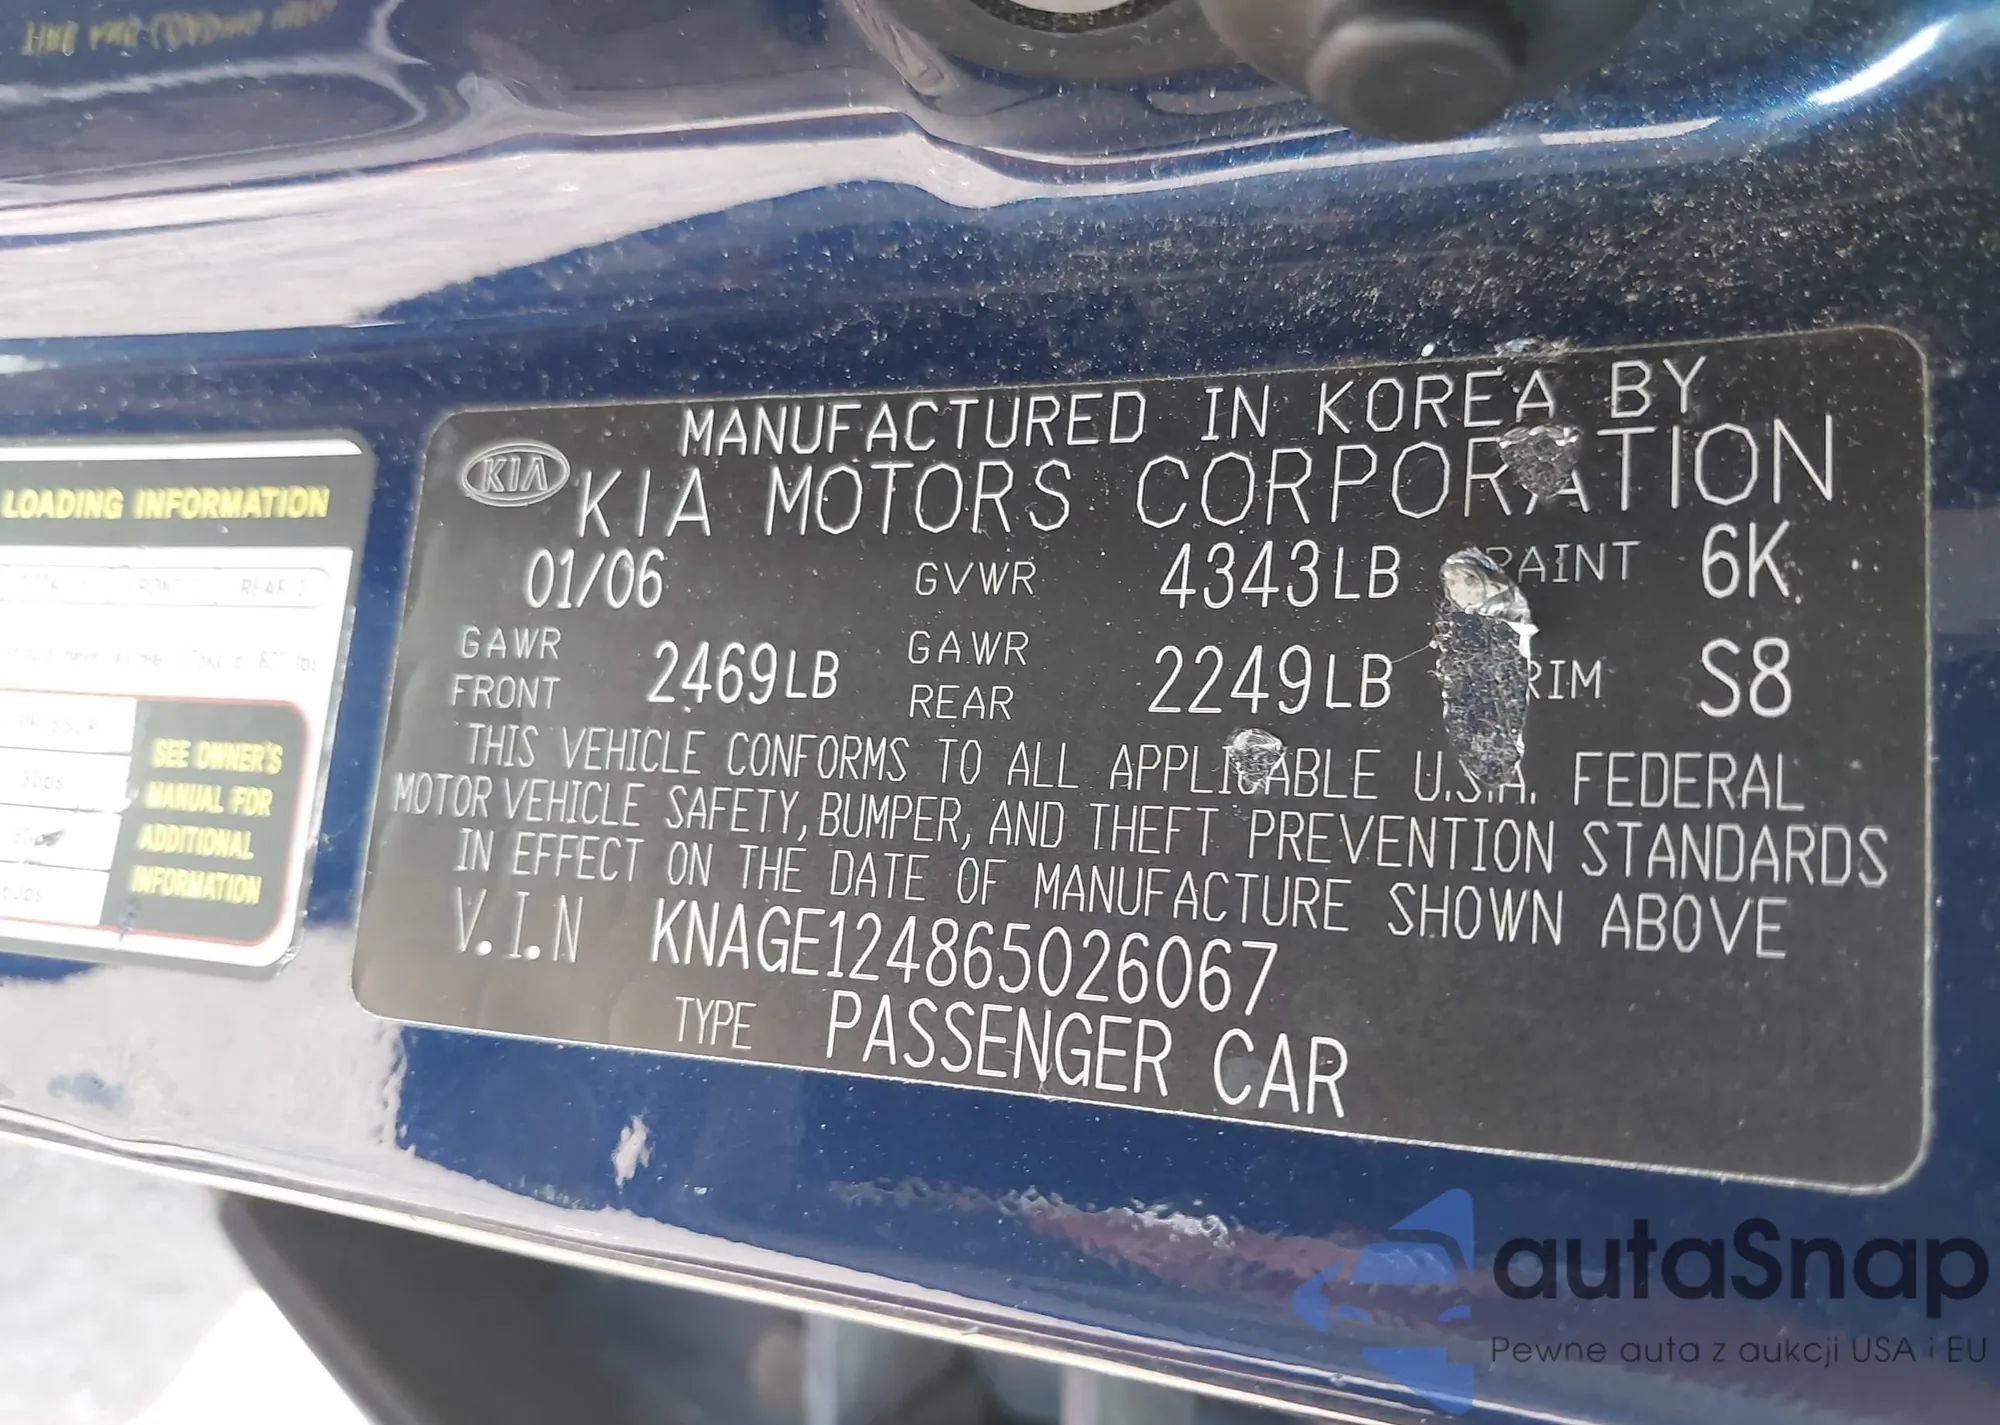 LOADING INFORMATION
SEE OWNER'S
MANUAL FOR
ADDITIONAL
INFORMATION
MANUFACTURED IN KOREA BY
KIA KIA MOTORS CORPORATION
01/06 GVWR 4343LB PAINT 6K
GAWR FRONT 2469LB GAWR REAR 2249LB TRIM S8
THIS VEHICLE CONFORMS TO ALL APPLICABLE U.S.A. FEDERAL
MOTOR VEHICLE SAFETY, BUMPER, AND THEFT PREVENTION STANDARDS
IN EFFECT ON THE DATE OF MANUFACTURE SHOWN ABOVE
V.I.N KNAGE124865026067
TYPE PASSENGER CAR
autaSnap
Pewne auta z aukcji USA i EU